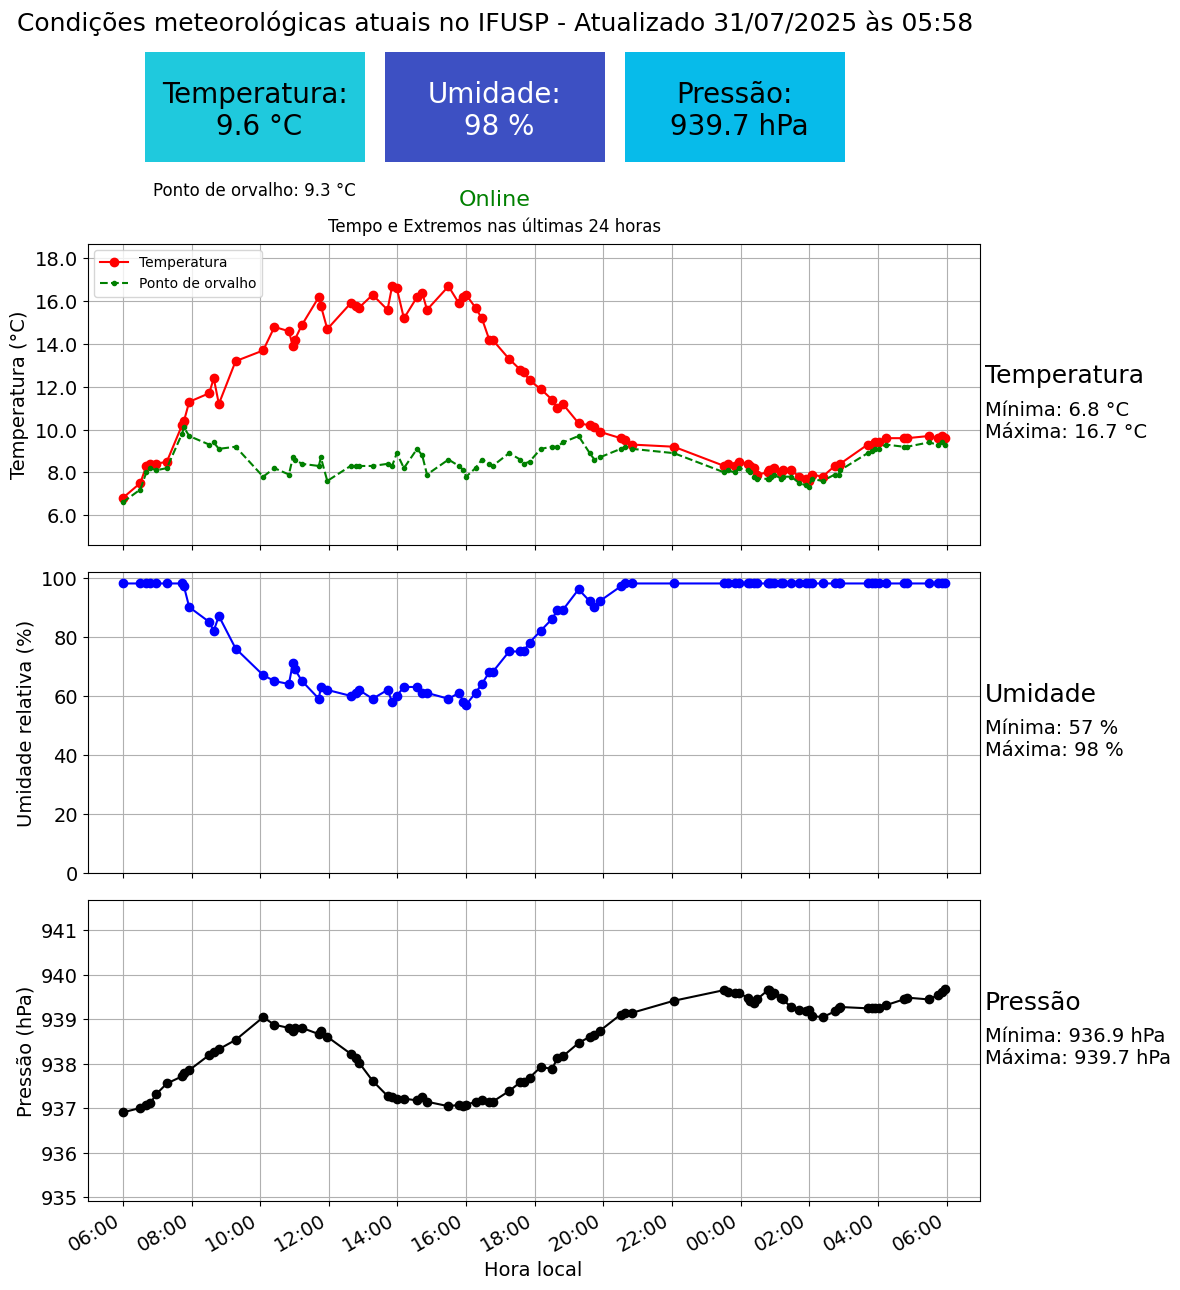 Condições meteorológicas atuais no IFUSP - Atualizado 31/07/2025 às 05:58
Temperatura:
9.6 °C
Umidade:
98 %
Pressão:
939.7 hPa
Ponto de orvalho: 9.3 °C
Online
Tempo e Extremos nas últimas 24 horas
Temperatura (°C)
18.0
16.0
14.0
12.0
10.0
8.0
6.0
Temperatura
Ponto de orvalho
Temperatura
Mínima: 6.8 °C
Máxima: 16.7 °C
Umidade relativa (%)
100
80
60
40
20
0
Umidade
Mínima: 57 %
Máxima: 98 %
Pressão (hPa)
941
940
939
938
937
936
935
Pressão
Mínima: 936.9 hPa
Máxima: 939.7 hPa
06:00 08:00 10:00 12:00 14:00 16:00 18:00 20:00 22:00 00:00 02:00 04:00 06:00
Hora local